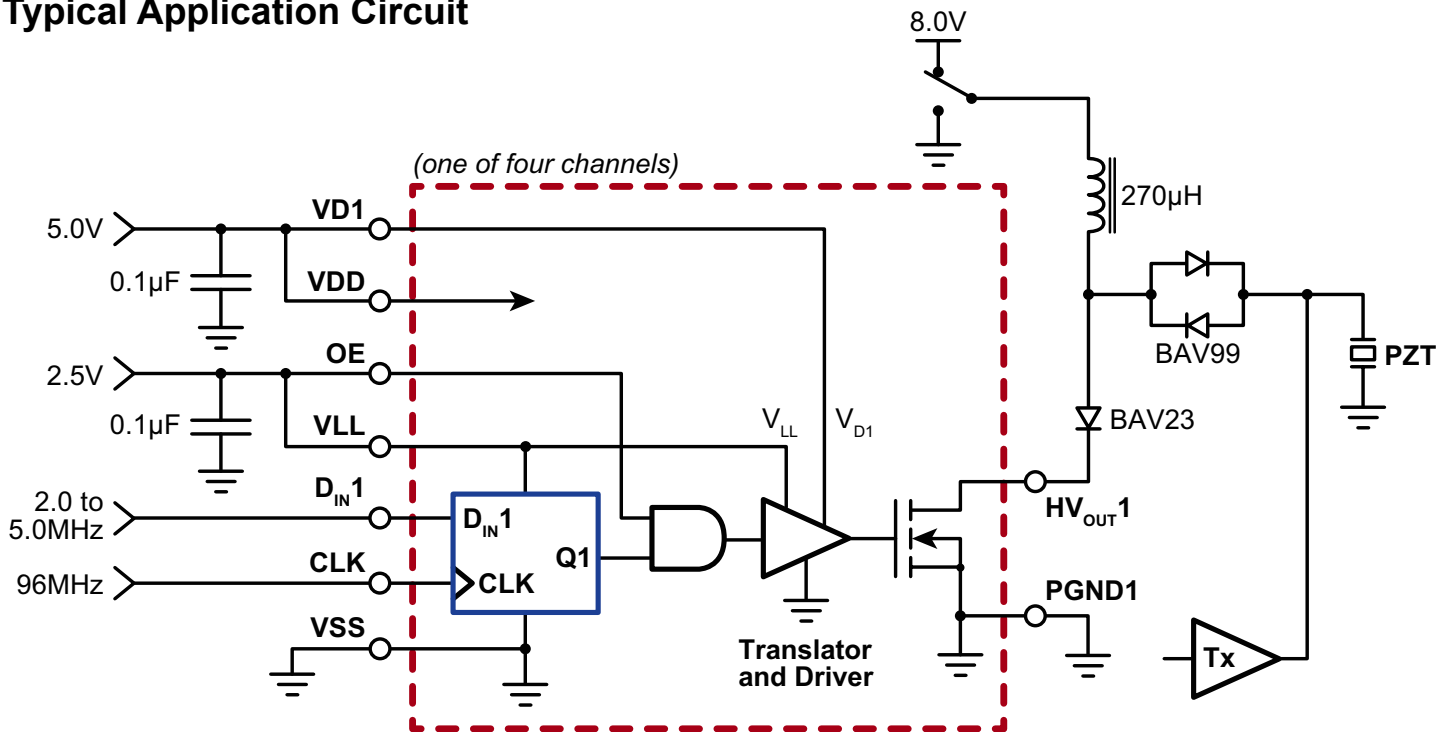 Typical Application Circuit
8.0V
(one of four channels)
270µH
VD1
5.0V
0.1µF
VDD
BAV99
PZT
OE
2.5V
0.1µF
VLL
VLL
VD1
BAV23
DIN1
2.0 to
5.0MHz
DIN1
HVOUT1
Q1
CLK
96MHz
CLK
PGND1
VSS
Translator
and Driver
Tx